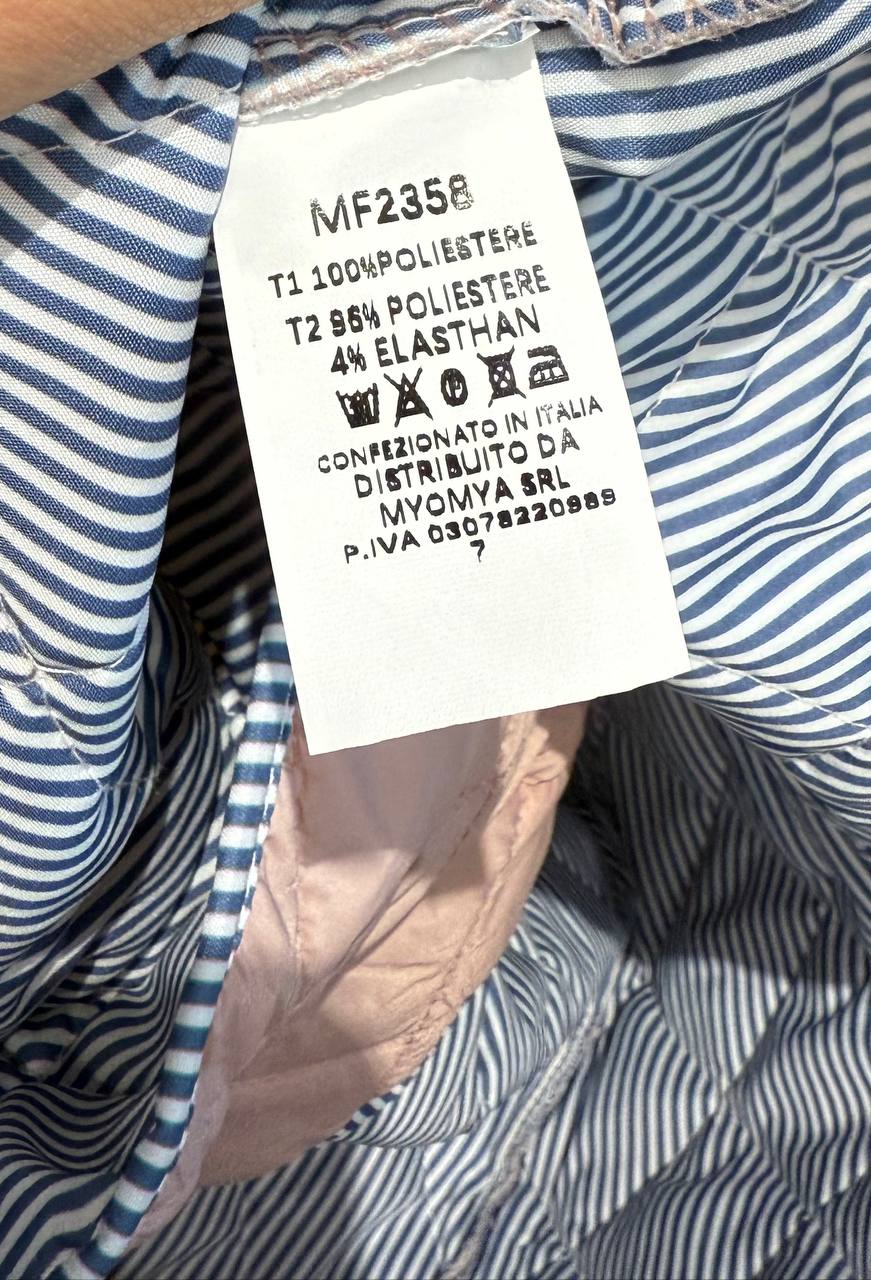 MF2358
T1 100%POLIESTERE
T2 96% POLIESTERE
4% ELASTHAN
CONFEZIONATO IN ITALIA
DISTRIBUITO DA
MYOMYA SRL
P.IVA 03078220989
7